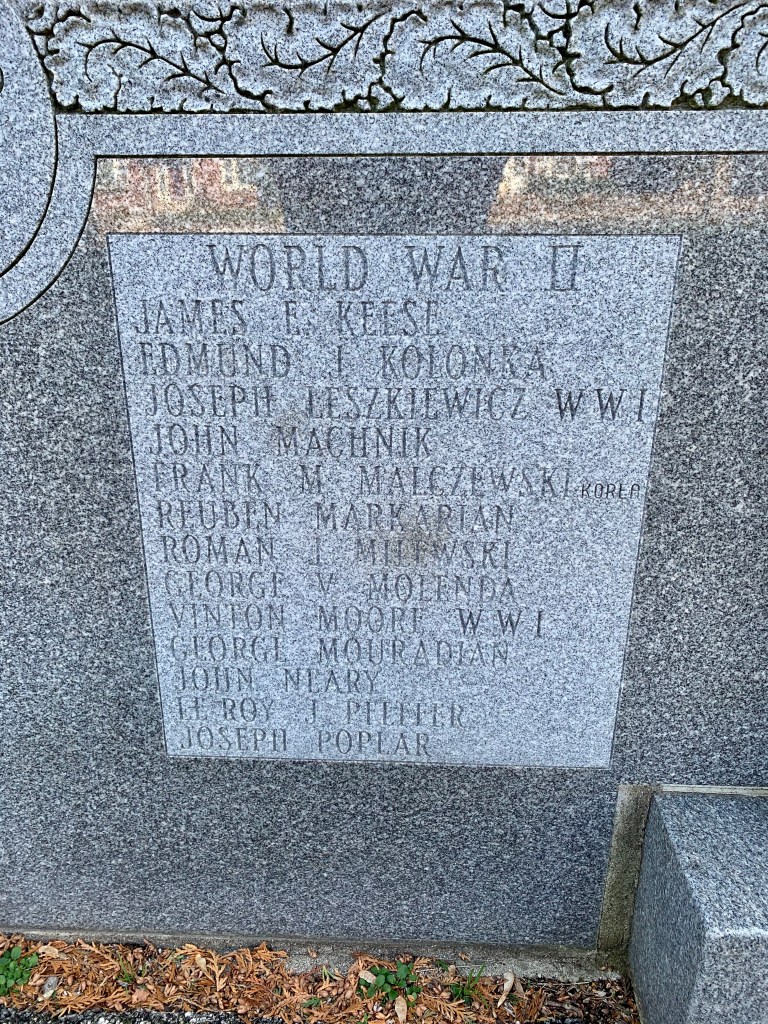 WORLD WAR II
JAMES E. KEESE
EDMUND J. KOLONKA
JOSEPH LESZKIEWICZ WWI
JOHN MACHNIK
FRANK M. MALCZEWSKI KOREA
REUBEN MARKARIAN
ROMAN J. MILEWSKI
GEORGE V. MOLENDA
VINTON MOORE WWI
GEORGE MOURADIAN
JOHN NEARY
LE ROY J. PFEIFFER
JOSEPH POPLAR